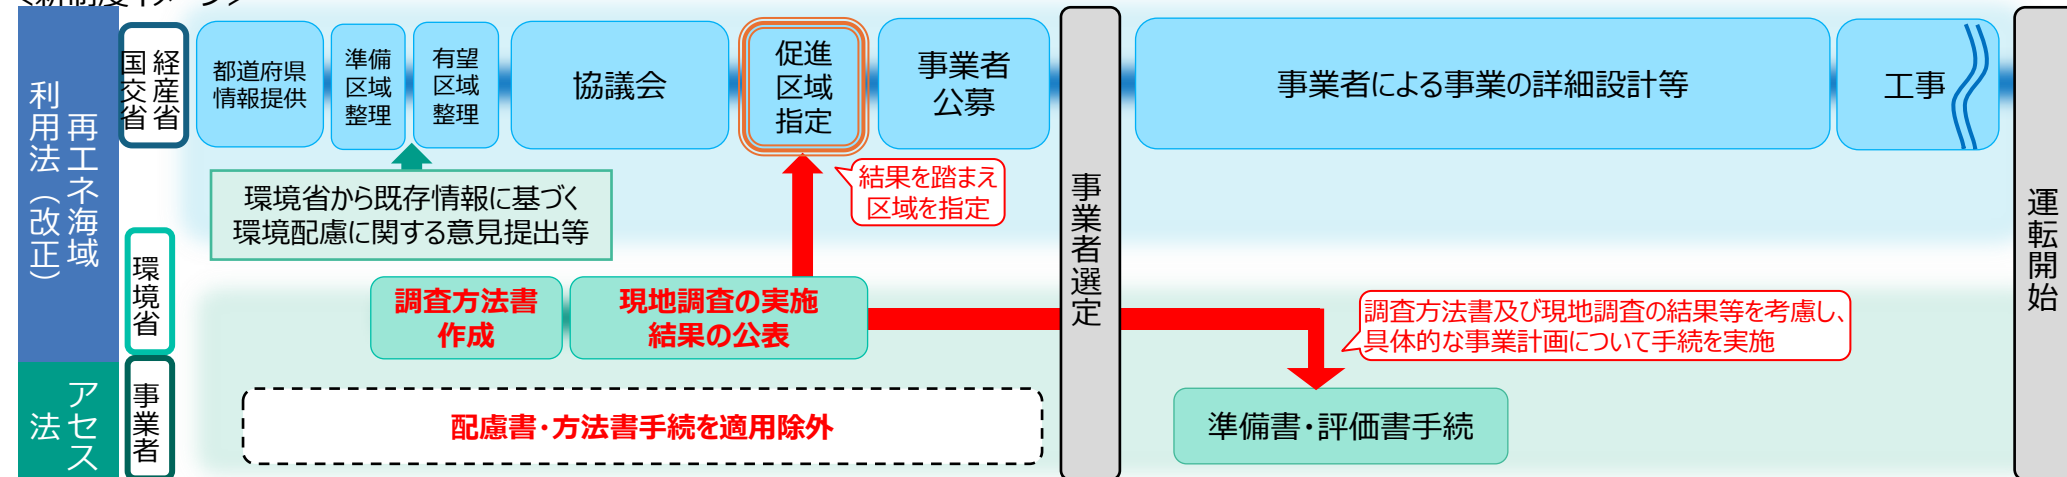 ＜新制度イメージ＞
再エネ海域
利用法（改正）
経産省
国交省
都道府県
情報提供
準備
区域
整理
有望
区域
整理
協議会
促進
区域
指定
事業者
公募
事業者による事業の詳細設計等
工事
環境省から既存情報に基づく
環境配慮に関する意見提出等
結果を踏まえ
区域を指定
事業者選定
運転開始
環境省
調査方法書
作成
現地調査の実施
結果の公表
調査方法書及び現地調査の結果等を考慮し、
具体的な事業計画について手続を実施
アセス
法
事業者
配慮書・方法書手続を適用除外
準備書・評価書手続